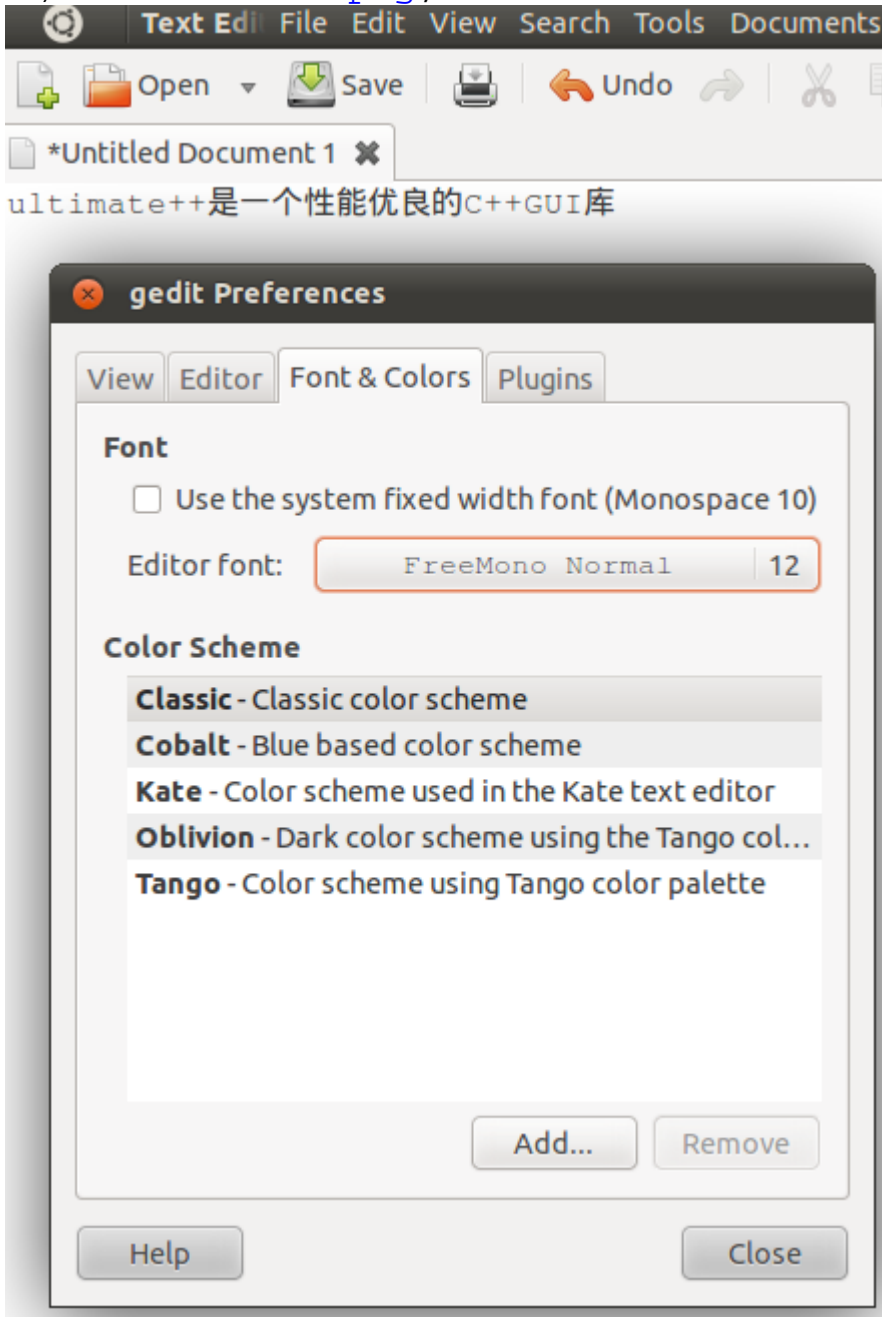 Text Edi File Edit View Search Tools Documents
Open Save Undo
*Untitled Document 1
ultimate++是一个性能优良的C++GUI库
gedit Preferences
View Editor Font & Colors Plugins
Font
Use the system fixed width font (Monospace 10)
Editor font: FreeMono Normal 12
Color Scheme
Classic - Classic color scheme
Cobalt - Blue based color scheme
Kate - Color scheme used in the Kate text editor
Oblivion - Dark color scheme using the Tango col...
Tango - Color scheme using Tango color palette
Add... Remove
Help Close